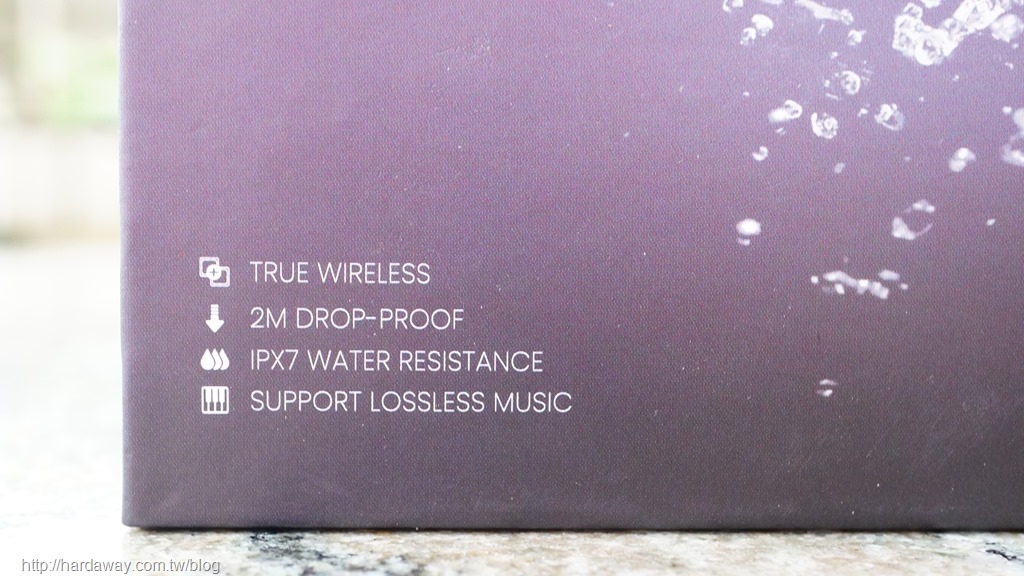 TRUE WIRELESS
2M DROP-PROOF
IPX7 WATER RESISTANCE
SUPPORT LOSSLESS MUSIC
http://hardaway.com.tw/blog